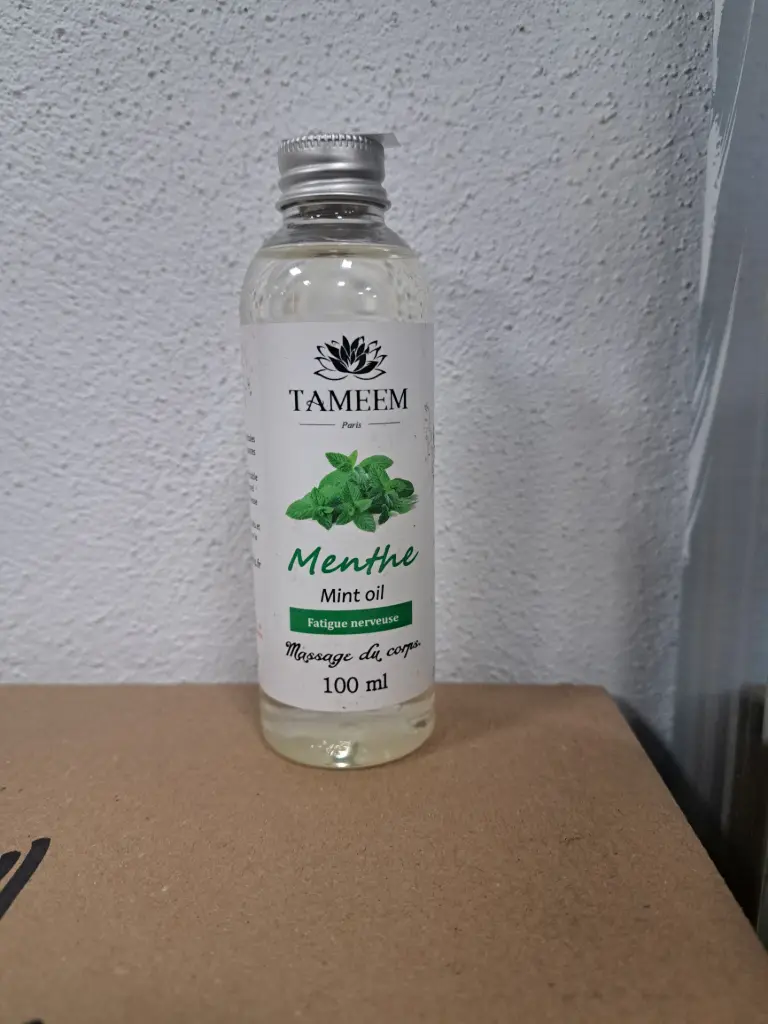 TAMEEM
Paris
Menthe
Mint oil
Fatigue nerveuse
Massage du corps.
100 ml